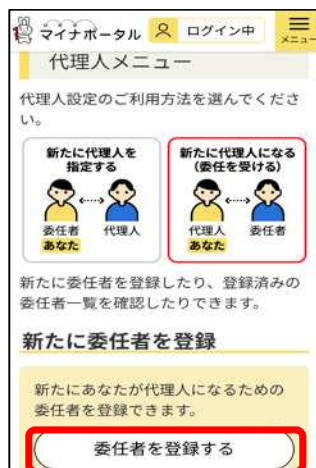 マイナポータル
ログイン中
メニュー
代理人メニュー
代理人設定のご利用方法を選んでくださ
い。
新たに代理人を
指定する
委任者 代理人
あなた
新たに代理人になる
（委任を受ける）
代理人 委任者
あなた
新たに委任者を登録したり、登録済みの
委任者一覧を確認したりできます。
新たに委任者を登録
新たにあなたが代理人になるための
委任者を登録できます。
委任者を登録する